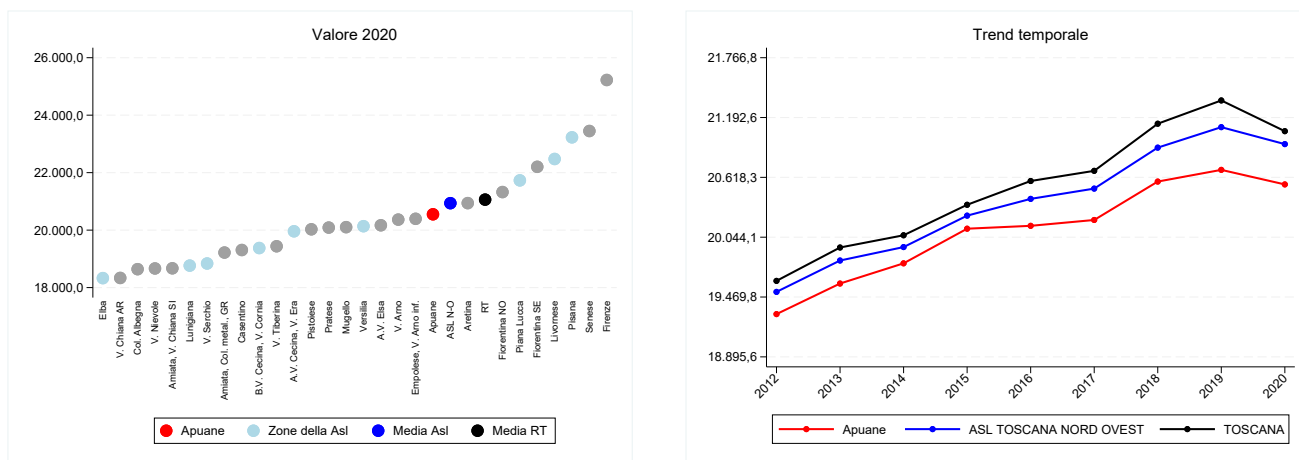 Valore 2020
26.000,0
24.000,0
22.000,0
20.000,0
18.000,0
Elba
V. Chiana AR
Col. Albegna
V. Nievole
Amiata, V. Chiana SI
Lunigiana
V. Serchio
Amiata, Col. metal., GR
Casentino
B.V. Cecina, V. Cornia
V. Tiberina
A.V. Cecina, V. Era
Pistoiese
Pratese
Mugello
Versilia
A.V. Elsa
V. Arno
Empolese, V. Arno inf.
Apuane
ASL N-O
Aretina
RT
Fiorentina NO
Piana Lucca
Fiorentina SE
Livornese
Pisana
Senese
Firenze
Apuane Zone della Asl Media Asl Media RT
Trend temporale
21.766,8
21.192,6
20.618,3
20.044,1
19.469,8
18.895,6
2012 2013 2014 2015 2016 2017 2018 2019 2020
Apuane ASL TOSCANA NORD OVEST TOSCANA